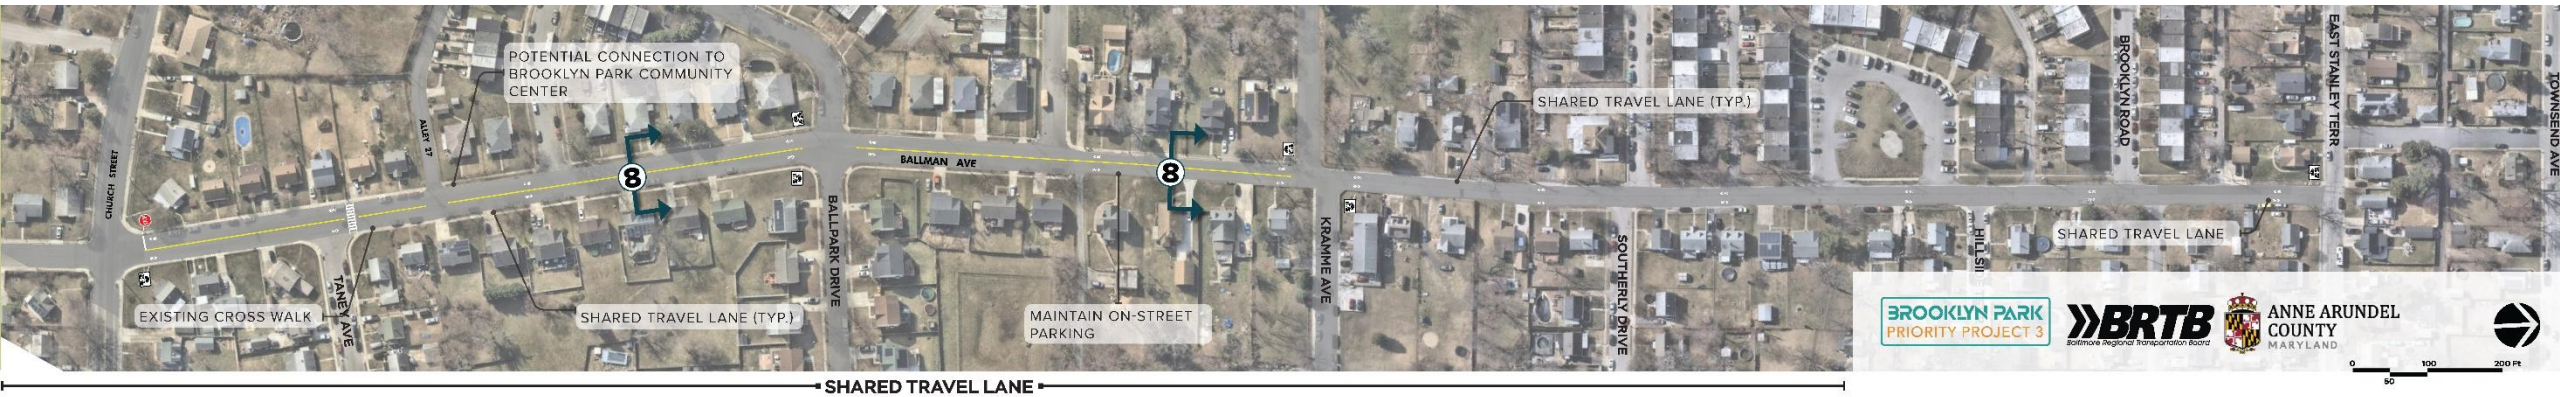 POTENTIAL CONNECTION TO
BROOKLYN PARK COMMUNITY
CENTER
CHURCH STREET
ALLEY 27
8
BALLMAN AVE
8
SHARED TRAVEL LANE (TYP.)
BROOKLYN ROAD
EAST STANLEY TERR
TOWNSEND AVE
EXISTING CROSS WALK
TANEY AVE
SHARED TRAVEL LANE (TYP.)
BALLPARK DRIVE
MAINTAIN ON-STREET
PARKING
KRAMME AVE
SOUTHERLY DRIVE
HILLSI
SHARED TRAVEL LANE
BROOKLYN PARK
PRIORITY PROJECT 3
BRTB
Baltimore Regional Transportation Board
ANNE ARUNDEL
COUNTY
MARYLAND
0 100 200 Ft
50
SHARED TRAVEL LANE